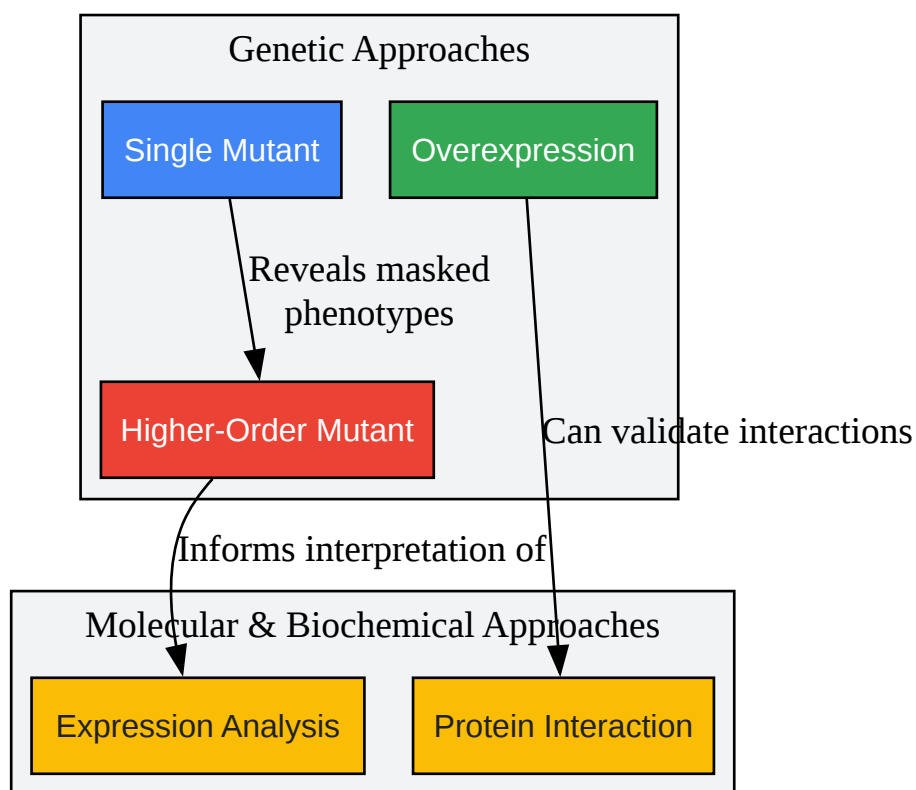 Genetic Approaches
Single Mutant
Overexpression
Reveals masked
phenotypes
Higher-Order Mutant
Can validate interactions
Informs interpretation of
Molecular & Biochemical Approaches
Expression Analysis
Protein Interaction